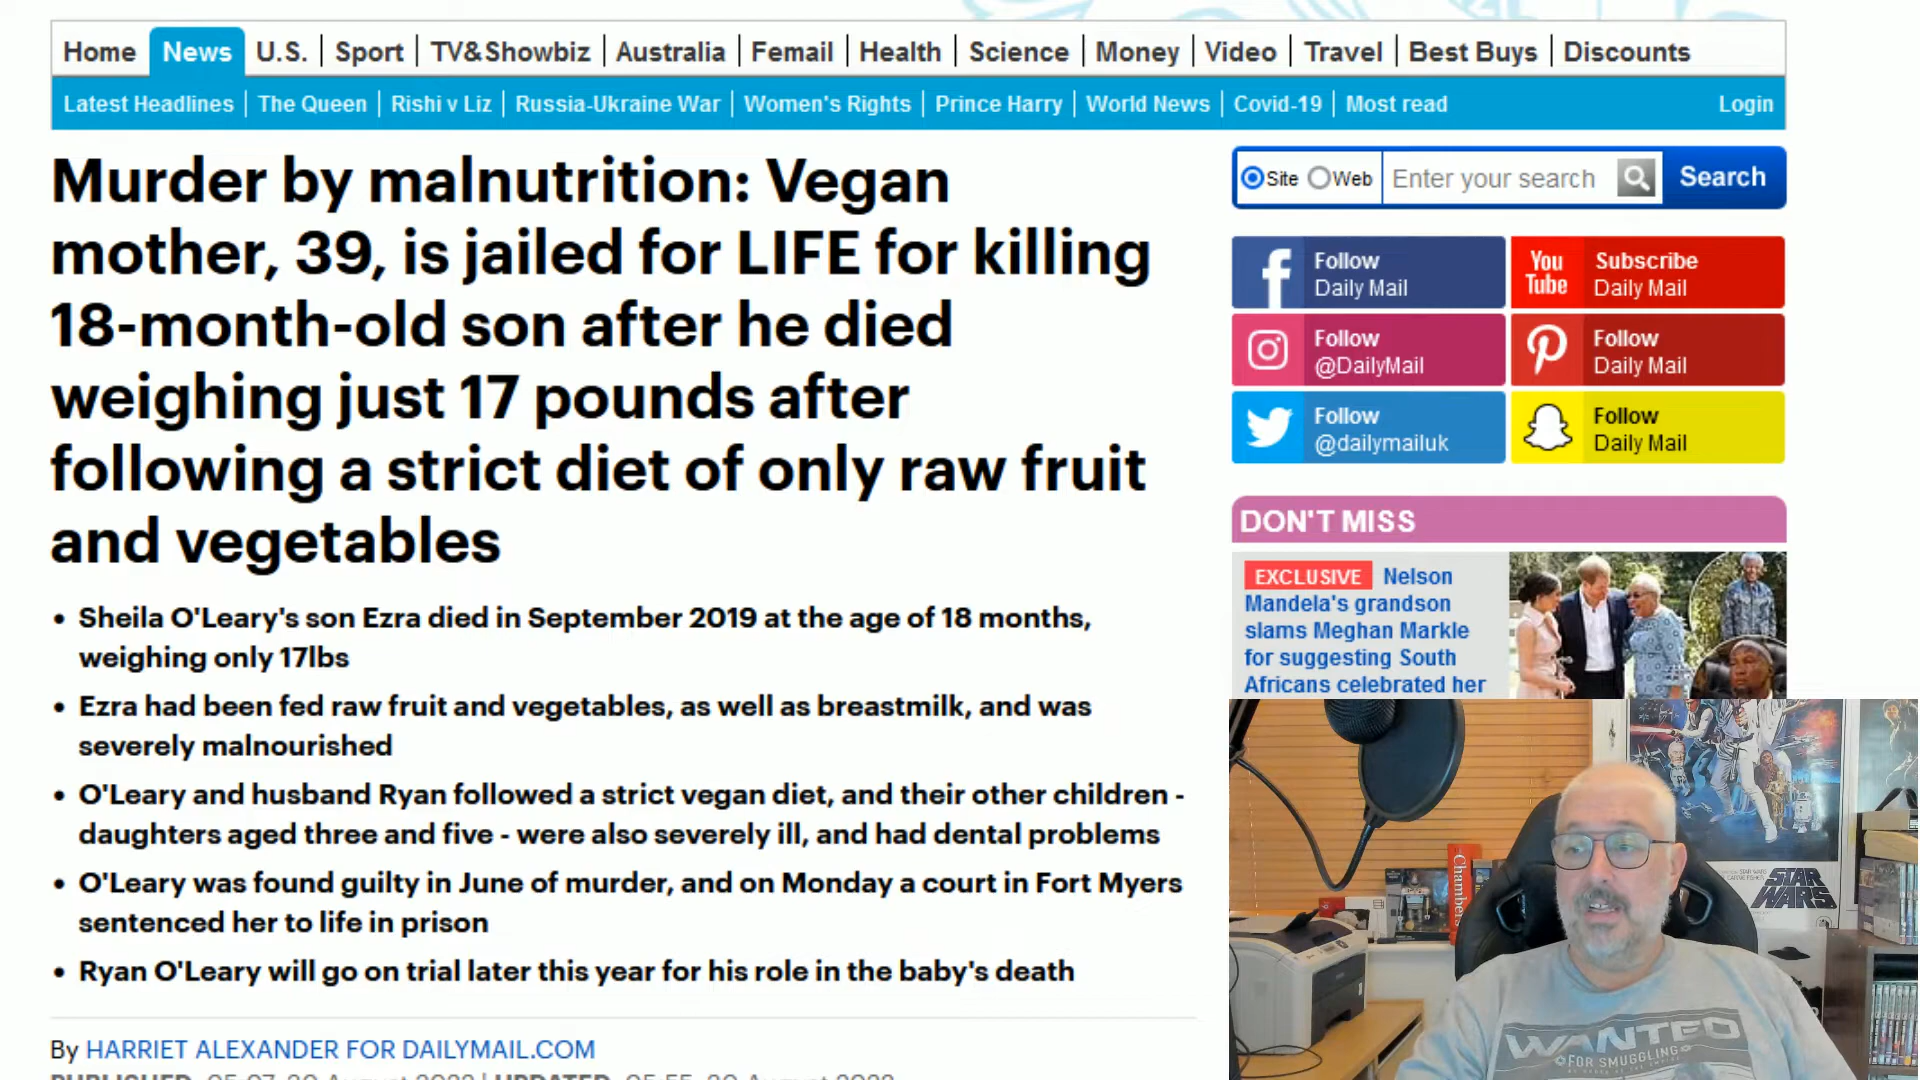 Home News U.S. Sport TV&Showbiz Australia Femail Health Science Money Video Travel Best Buys Discounts
Latest Headlines The Queen Rishi v Liz Russia-Ukraine War Women's Rights Prince Harry World News Covid-19 Most read Login
Murder by malnutrition: Vegan
mother, 39, is jailed for LIFE for killing
18-month-old son after he died
weighing just 17 pounds after
following a strict diet of only raw fruit
and vegetables
• Sheila O'Leary's son Ezra died in September 2019 at the age of 18 months,
weighing only 17lbs
• Ezra had been fed raw fruit and vegetables, as well as breastmilk, and was
severely malnourished
• O'Leary and husband Ryan followed a strict vegan diet, and their other children -
daughters aged three and five - were also severely ill, and had dental problems
• O'Leary was found guilty in June of murder, and on Monday a court in Fort Myers
sentenced her to life in prison
• Ryan O'Leary will go on trial later this year for his role in the baby's death
By HARRIET ALEXANDER FOR DAILYMAIL.COM
Site Web Enter your search Search
Follow
Daily Mail
You
Tube
Subscribe
Daily Mail
Follow
@DailyMail
Follow
Daily Mail
Follow
@dailymailuk
Follow
Daily Mail
DON'T MISS
EXCLUSIVE Nelson
Mandela's grandson
slams Meghan Markle
for suggesting South
Africans celebrated her
Chambers
STAR
WARS
WANTED
FOR SMUGGLING